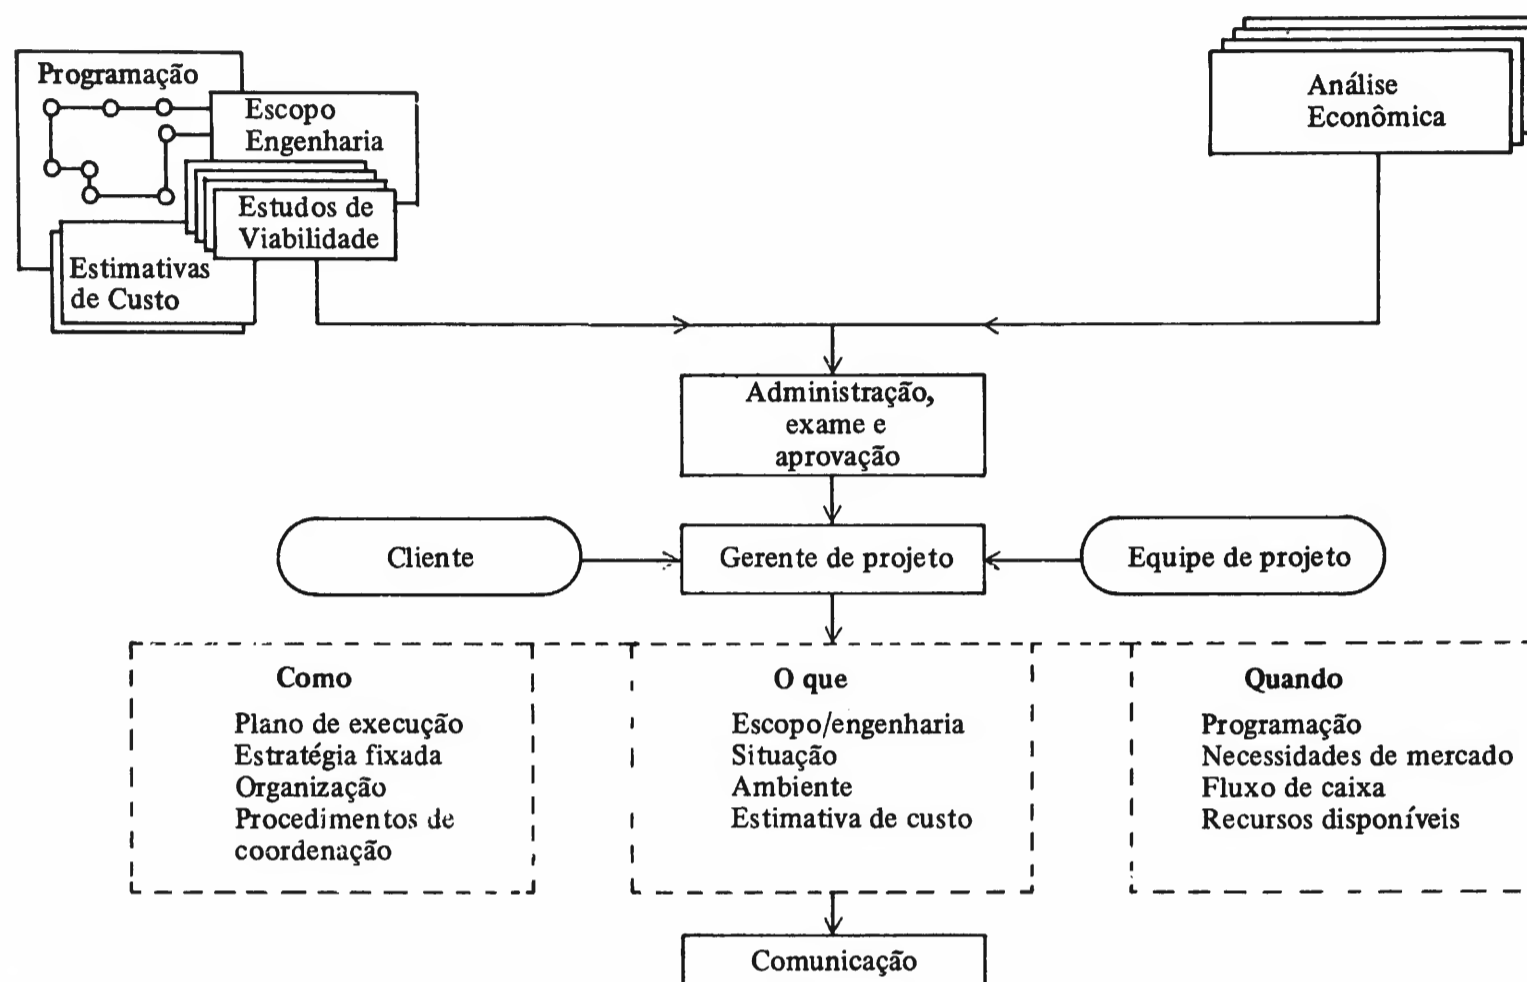 Programação
Escopo
Engenharia
Estudos de
Viabilidade
Estimativas
de Custo
Análise
Econômica
Administração,
exame e
aprovação
Cliente
Gerente de projeto
Equipe de projeto
Como
Plano de execução
Estratégia fixada
Organização
Procedimentos de
coordenação
O que
Escopo/engenharia
Situação
Ambiente
Estimativa de custo
Quando
Programação
Necessidades de mercado
Fluxo de caixa
Recursos disponíveis
Comunicação